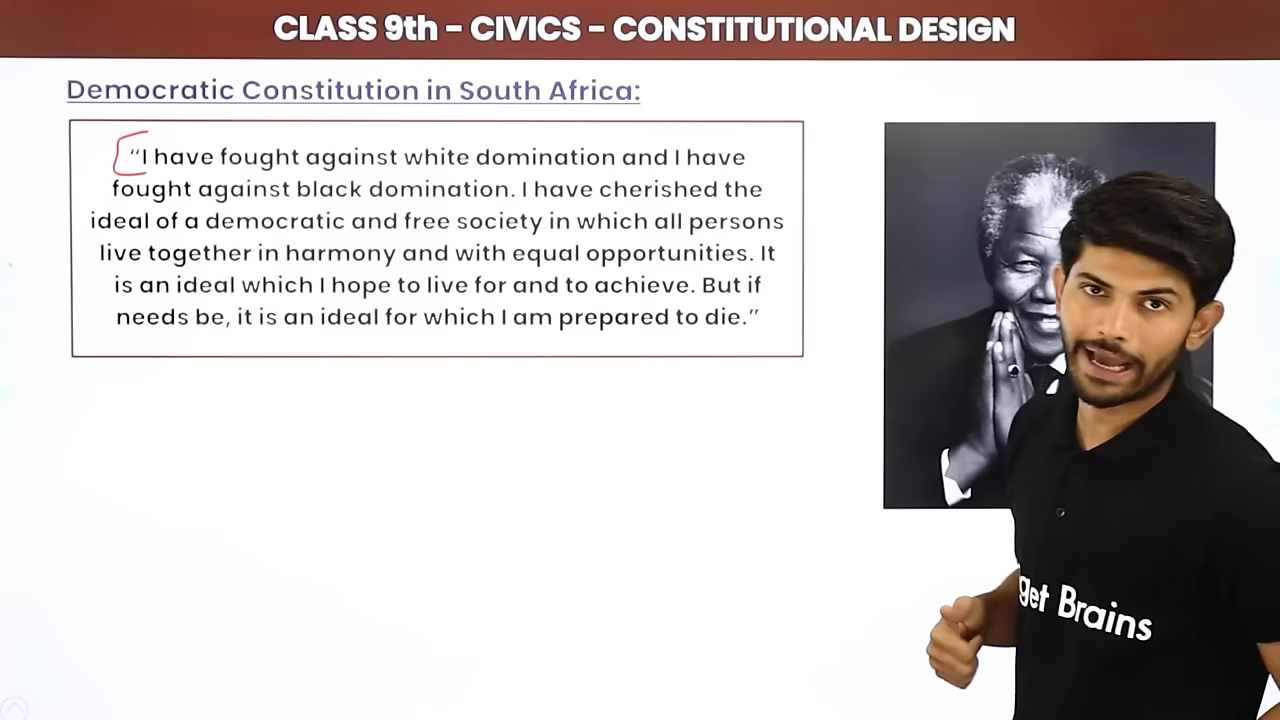 CLASS 9th - CIVICS - CONSTITUTIONAL DESIGN
Democratic Constitution in South Africa:
"I have fought against white domination and I have
fought against black domination. I have cherished the
ideal of a democratic and free society in which all persons
live together in harmony and with equal opportunities. It
is an ideal which I hope to live for and to achieve. But if
needs be, it is an ideal for which I am prepared to die."
get Brains